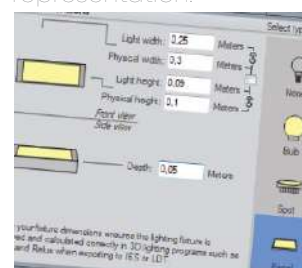 representation.
Select ty
Light width: 0,25 Meters
Physical width: 0,3 Meters
Light height: 0,09 Meters
Physical height: 0,1 Meters
Front view
Side view
Depth: 0,05 Meters
None
Bulb
Spot
your fixture dimensions ensures the lighting fixture is
ed and calculated correctly in 3D lighting programs such as
and Relux when exporting to IES or LDT